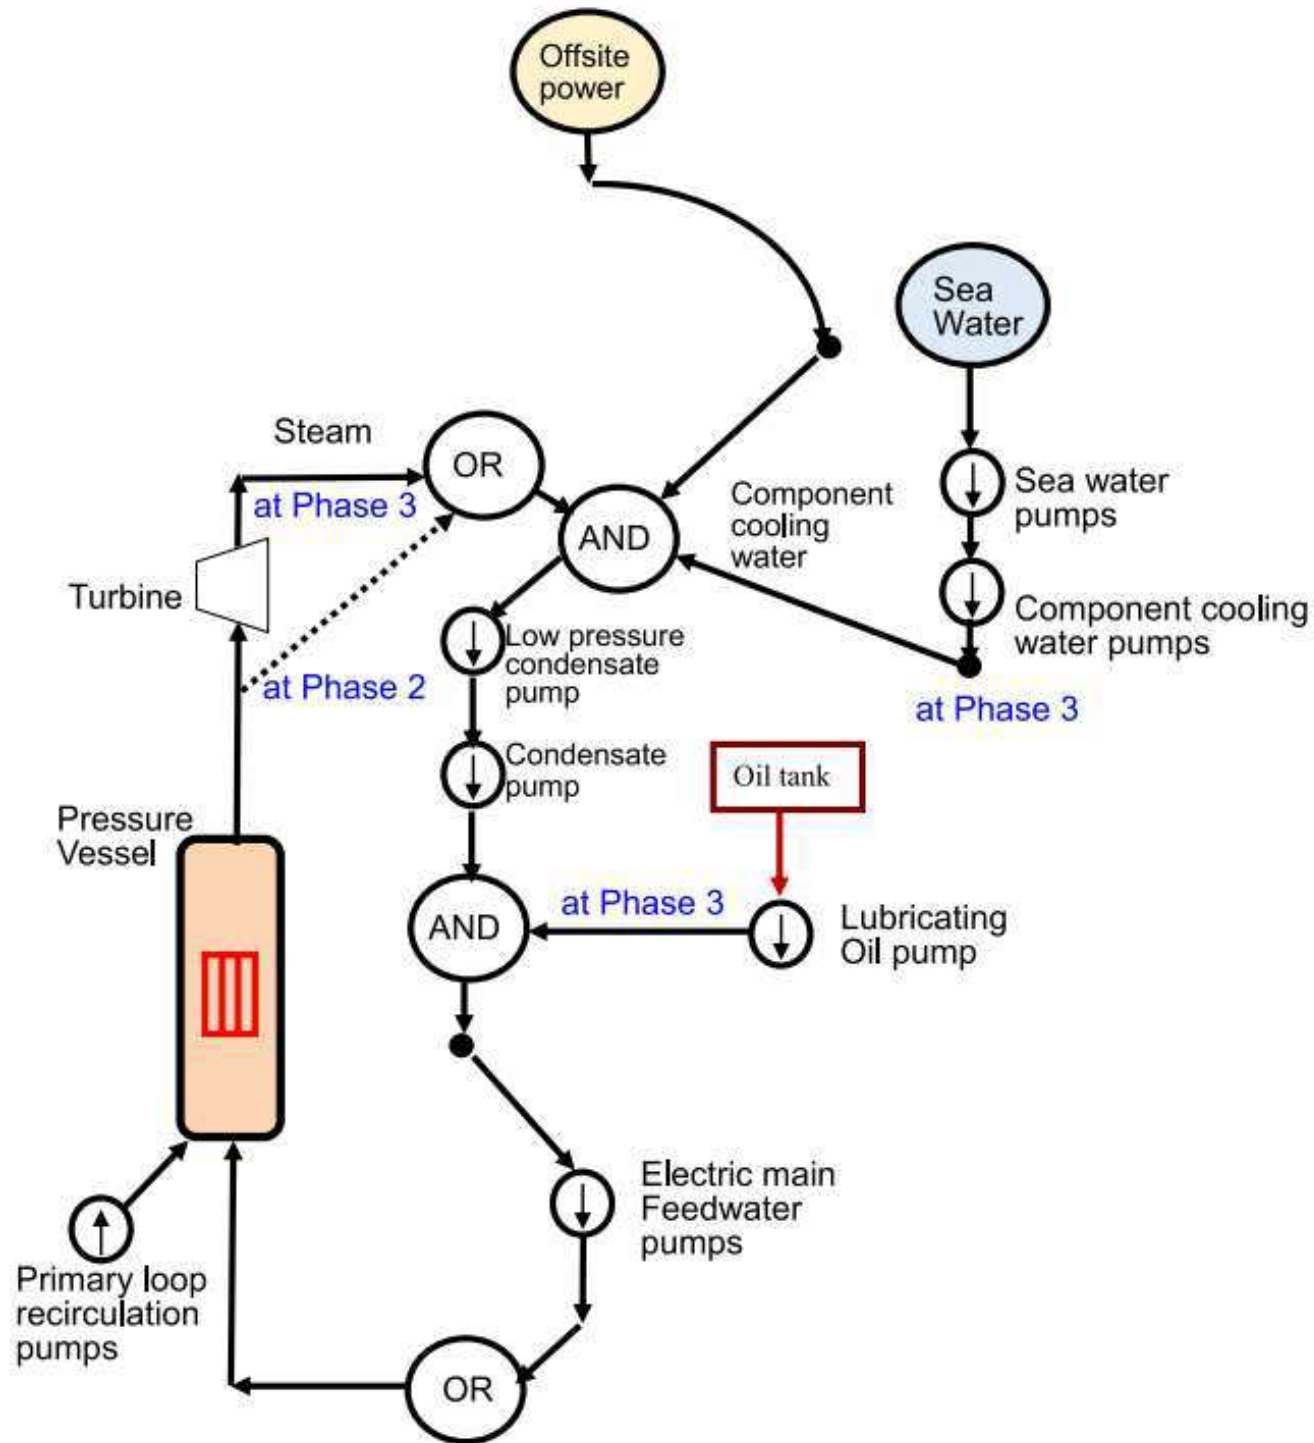 Offsite
power
Sea
Water
Steam
OR
at Phase 3
AND
Component
cooling
water
Sea water
pumps
Turbine
Component cooling
water pumps
Low pressure
condensate
pump
at Phase 2
at Phase 3
Condensate
pump
Oil tank
Pressure
Vessel
at Phase 3
AND
Lubricating
Oil pump
Electric main
Feedwater
pumps
Primary loop
recirculation
pumps
OR